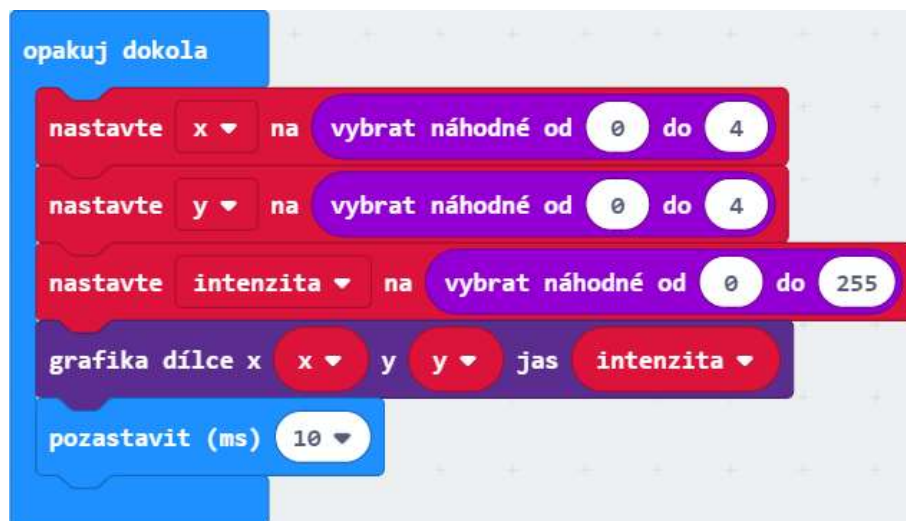 opakuj dokola
nastavte x na vybrat náhodné od 0 do 4
nastavte y na vybrat náhodné od 0 do 4
nastavte intenzita na vybrat náhodné od 0 do 255
grafika dílce x x y y jas intenzita
pozastavit (ms) 10